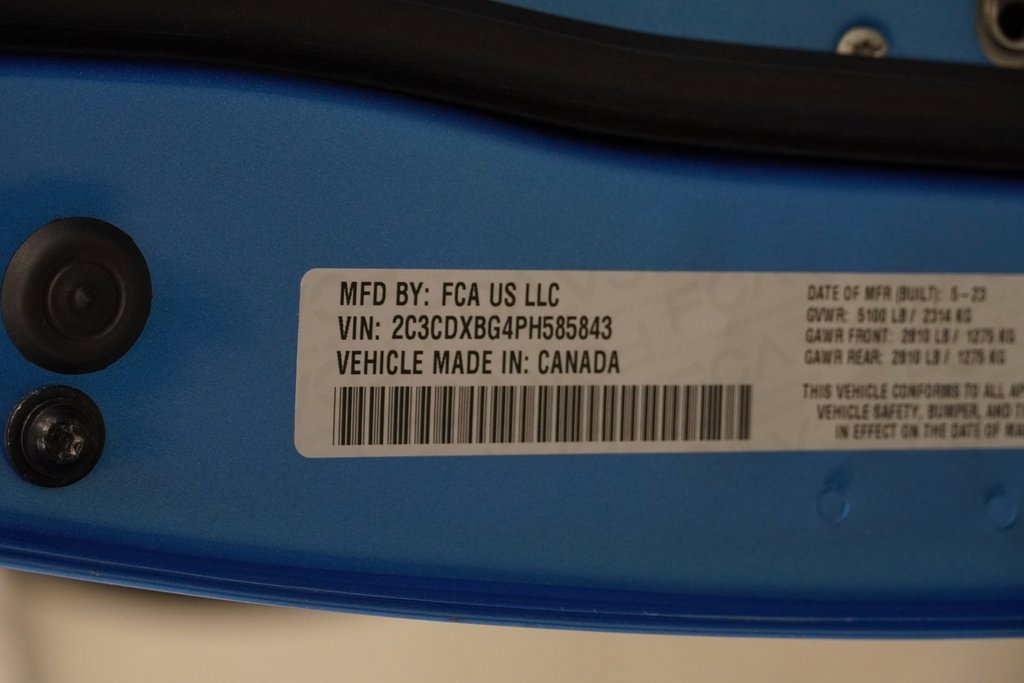 MFD BY: FCA US LLC
VIN: 2C3CDXBG4PH585843
VEHICLE MADE IN: CANADA
DATE OF MFR (BUILT): 5-23
GVWR: 5100 LB / 2314 KG
GAWR FRONT: 2810 LB / 1275 KG
GAWR REAR: 2810 LB / 1275 KG
THIS VEHICLE CONFORMS TO ALL AP
VEHICLE SAFETY, BUMPER, AND T
IN EFFECT ON THE DATE OF MA